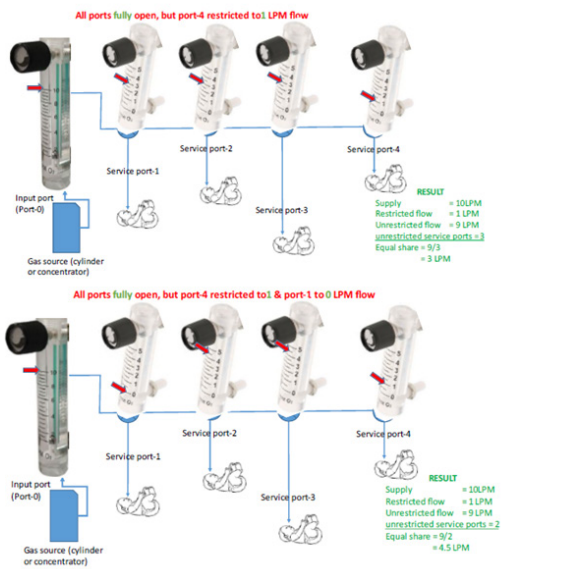 All ports fully open, but port-4 restricted to1 LPM flow
Service port-2
Service port-4
Service port-1
Input port
(Port-0)
Service port-3
Gas source (cylinder
or concentrator)
RESULT
Supply = 10LPM
Restricted flow = 1 LPM
Unrestricted flow = 9 LPM
unrestricted service ports =3
Equal share = 9/3
= 3 LPM
All ports fully open, but port-4 restricted to1 & port-1 to 0 LPM flow
Service port-2
Service port-4
Service port-1
Input port
(Port-0)
Service port-3
Gas source (cylinder
or concentrator)
RESULT
Supply = 10LPM
Restricted flow = 1 LPM
Unrestricted flow = 9 LPM
unrestricted service ports =2
Equal share = 9/2
= 4.5 LPM